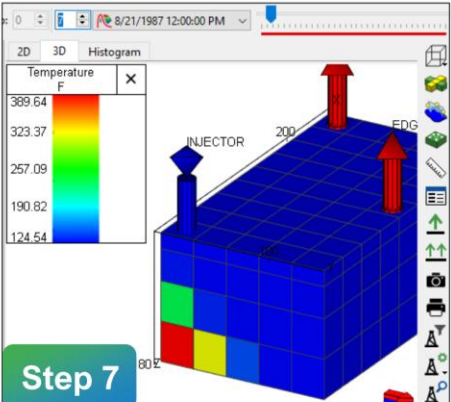 0 7 8/21/1987 12:00:00 PM
2D 3D Histogram
Temperature
F
389.64
323.37
257.09
190.82
124.54
INJECTOR
200
EDG
Step 7